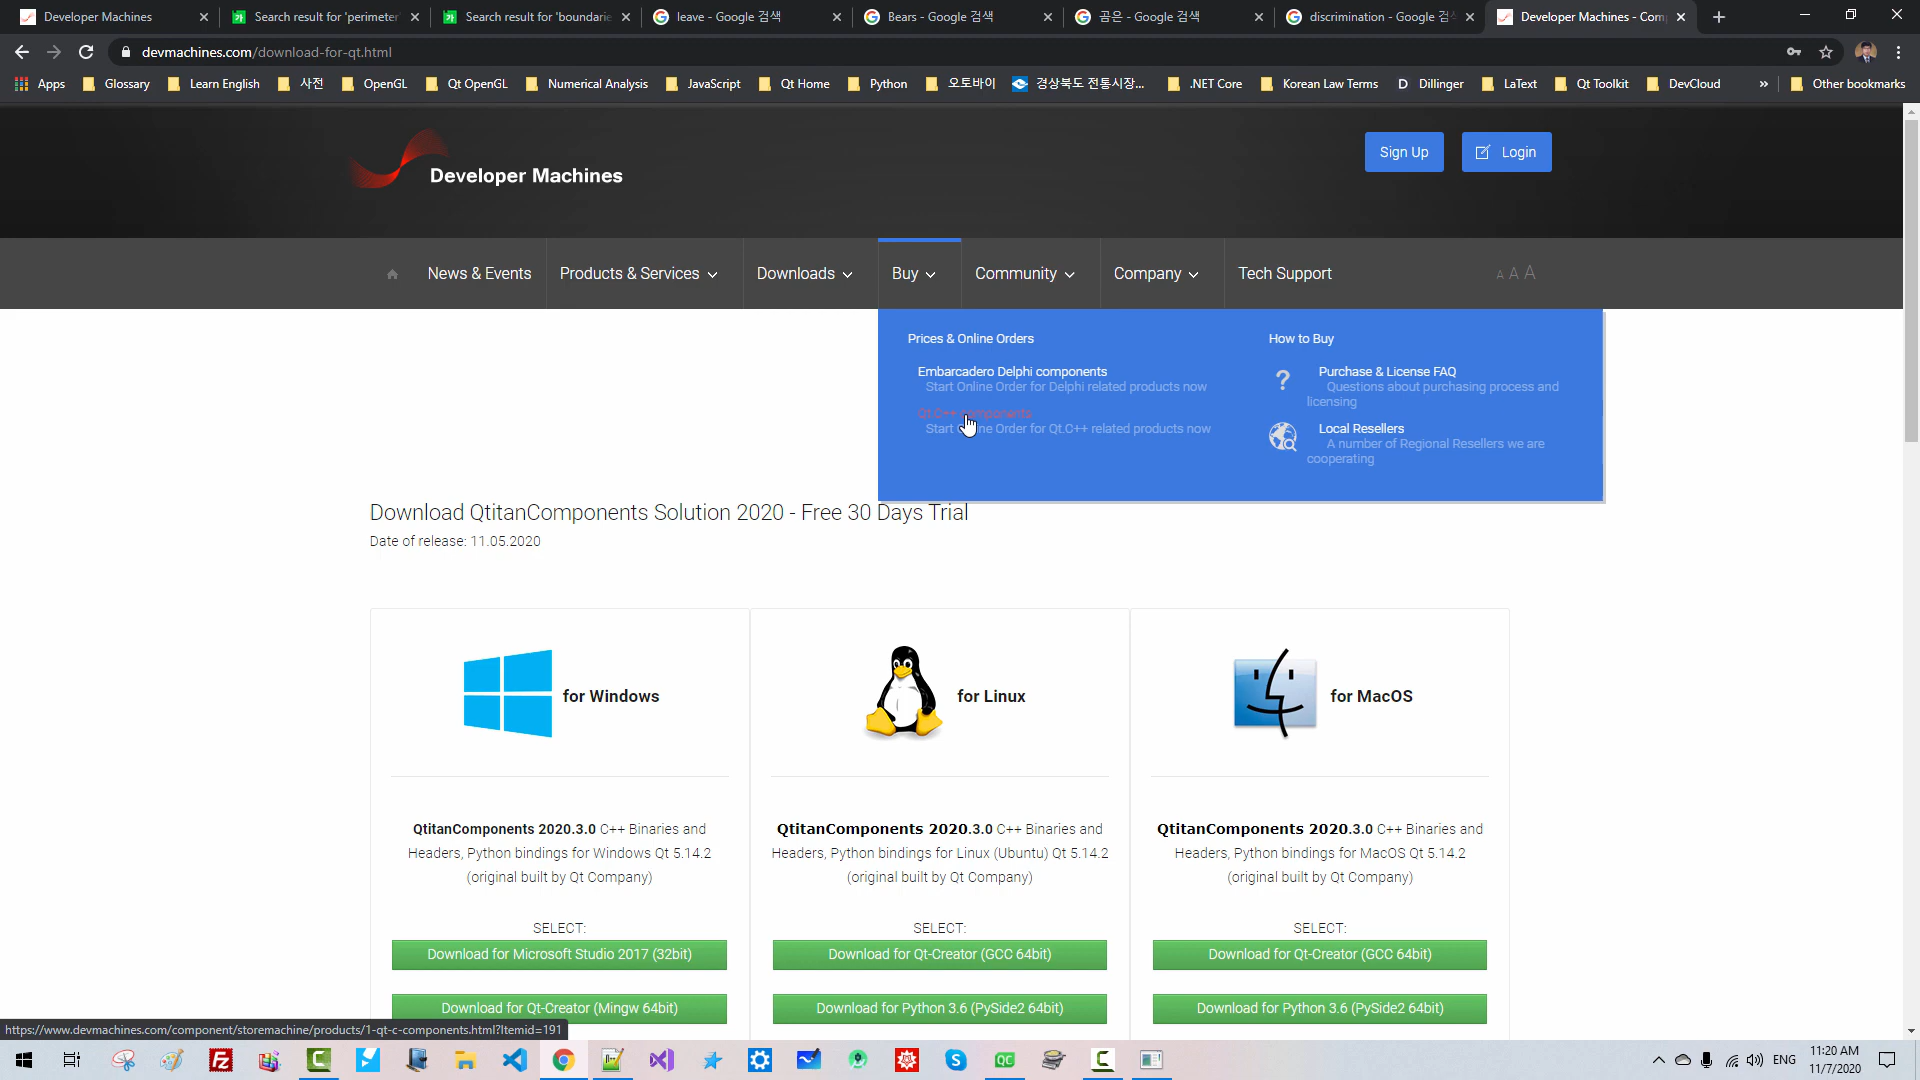 Developer Machines
Search result for 'perimeter'
Search result for 'boundarie
leave - Google 검색
Bears - Google 검색
곰은 - Google 검색
discrimination - Google 검색
Developer Machines - Com
devmachines.com/download-for-qt.html
Apps
Glossary
Learn English
사전
OpenGL
Qt OpenGL
Numerical Analysis
JavaScript
Qt Home
Python
오토바이
경상북도 전통시장...
.NET Core
Korean Law Terms
D Dillinger
LaText
Qt Toolkit
DevCloud
»
Other bookmarks
Developer Machines
Sign Up
Login
News & Events
Products & Services
Downloads
Buy
Community
Company
Tech Support
A A A
Prices & Online Orders
Embarcadero Delphi components
Start Online Order for Delphi related products now
Qt.C++ components
Start Online Order for Qt.C++ related products now
How to Buy
Purchase & License FAQ
Questions about purchasing process and
licensing
Local Resellers
A number of Regional Resellers we are
cooperating
Download QtitanComponents Solution 2020 - Free 30 Days Trial
Date of release: 11.05.2020
for Windows
QtitanComponents 2020.3.0 C++ Binaries and
Headers, Python bindings for Windows Qt 5.14.2
(original built by Qt Company)
SELECT:
Download for Microsoft Studio 2017 (32bit)
Download for Qt-Creator (Mingw 64bit)
for Linux
QtitanComponents 2020.3.0 C++ Binaries and
Headers, Python bindings for Linux (Ubuntu) Qt 5.14.2
(original built by Qt Company)
SELECT:
Download for Qt-Creator (GCC 64bit)
Download for Python 3.6 (PySide2 64bit)
for MacOS
QtitanComponents 2020.3.0 C++ Binaries and
Headers, Python bindings for MacOS Qt 5.14.2
(original built by Qt Company)
SELECT:
Download for Qt-Creator (GCC 64bit)
Download for Python 3.6 (PySide2 64bit)
https://www.devmachines.com/component/storemachine/products/1-qt-c-components.html?Itemid=191
ENG
11:20 AM
11/7/2020